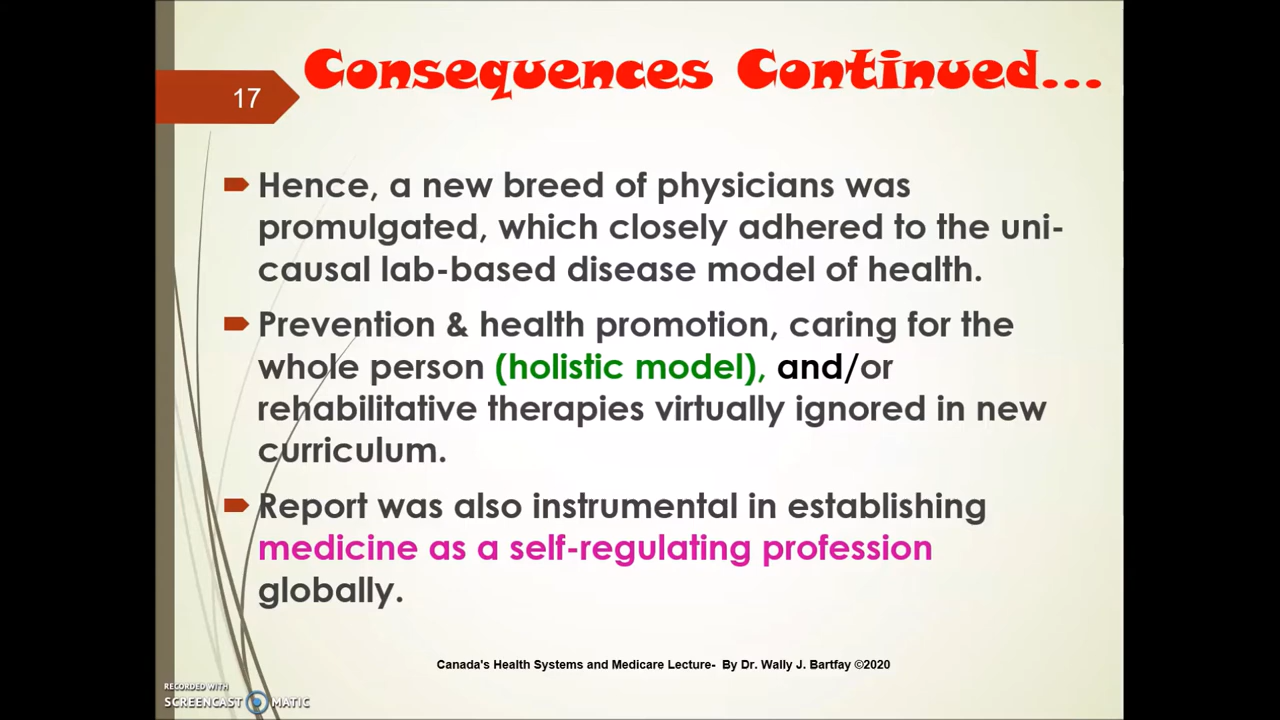 Consequences Continued...
17
Hence, a new breed of physicians was
promulgated, which closely adhered to the uni-
causal lab-based disease model of health.
Prevention & health promotion, caring for the
whole person (holistic model), and/or
rehabilitative therapies virtually ignored in new
curriculum.
Report was also instrumental in establishing
medicine as a self-regulating profession
globally.
Canada's Health Systems and Medicare Lecture- By Dr. Wally J. Bartfay ©2020
RECORDED WITH
SCREENCAST MATIC